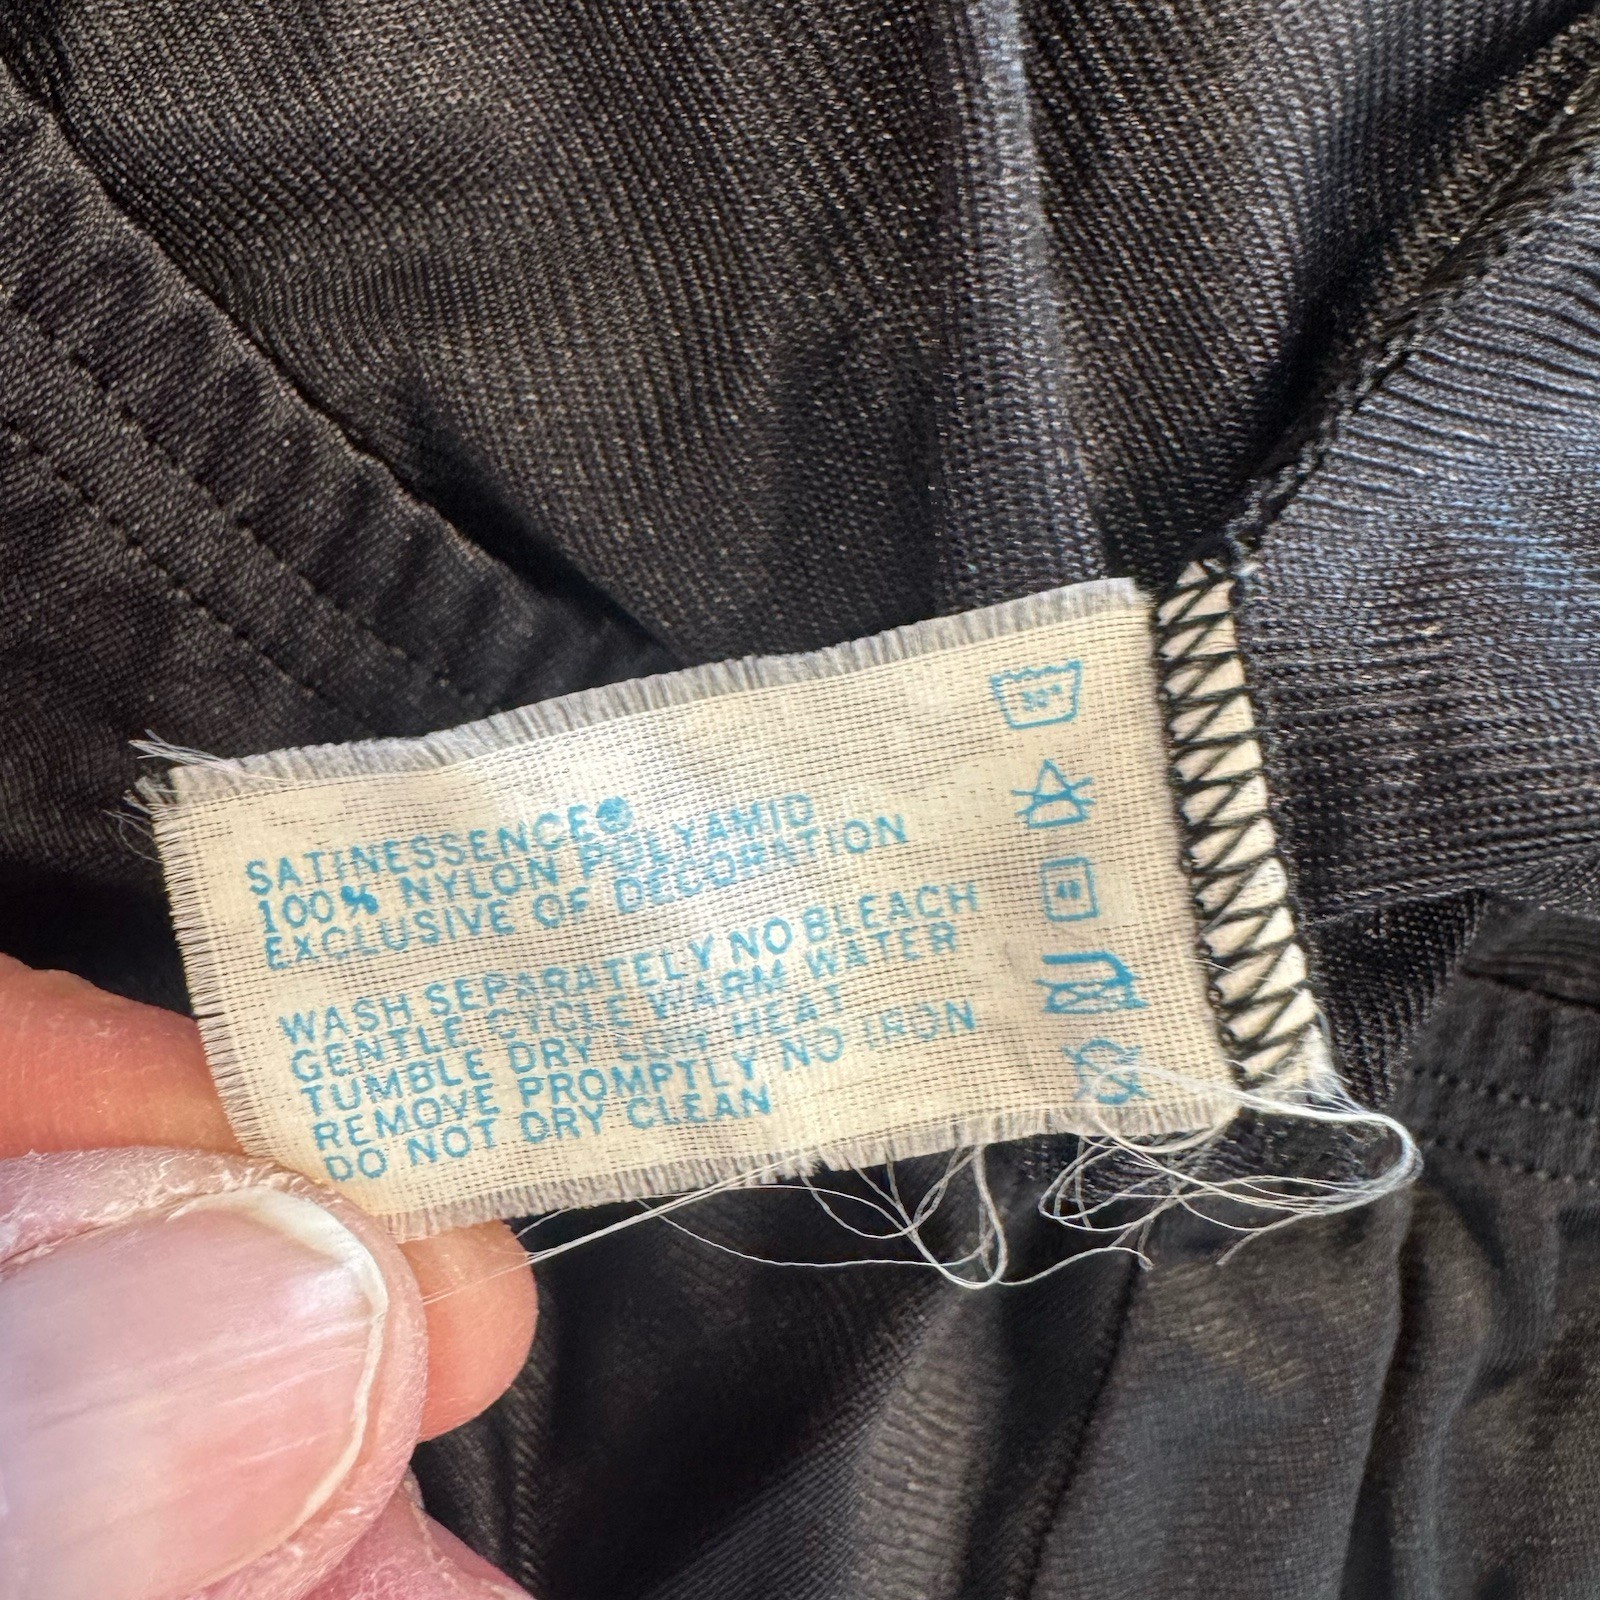 SATINESSENCE®
100% NYLON POLYAMID
EXCLUSIVE OF DECORATION
WASH SEPARATELY NO BLEACH
GENTLE CYCLE WARM WATER
TUMBLE DRY LOW HEAT
REMOVE PROMPTLY NO IRON
DO NOT DRY CLEAN